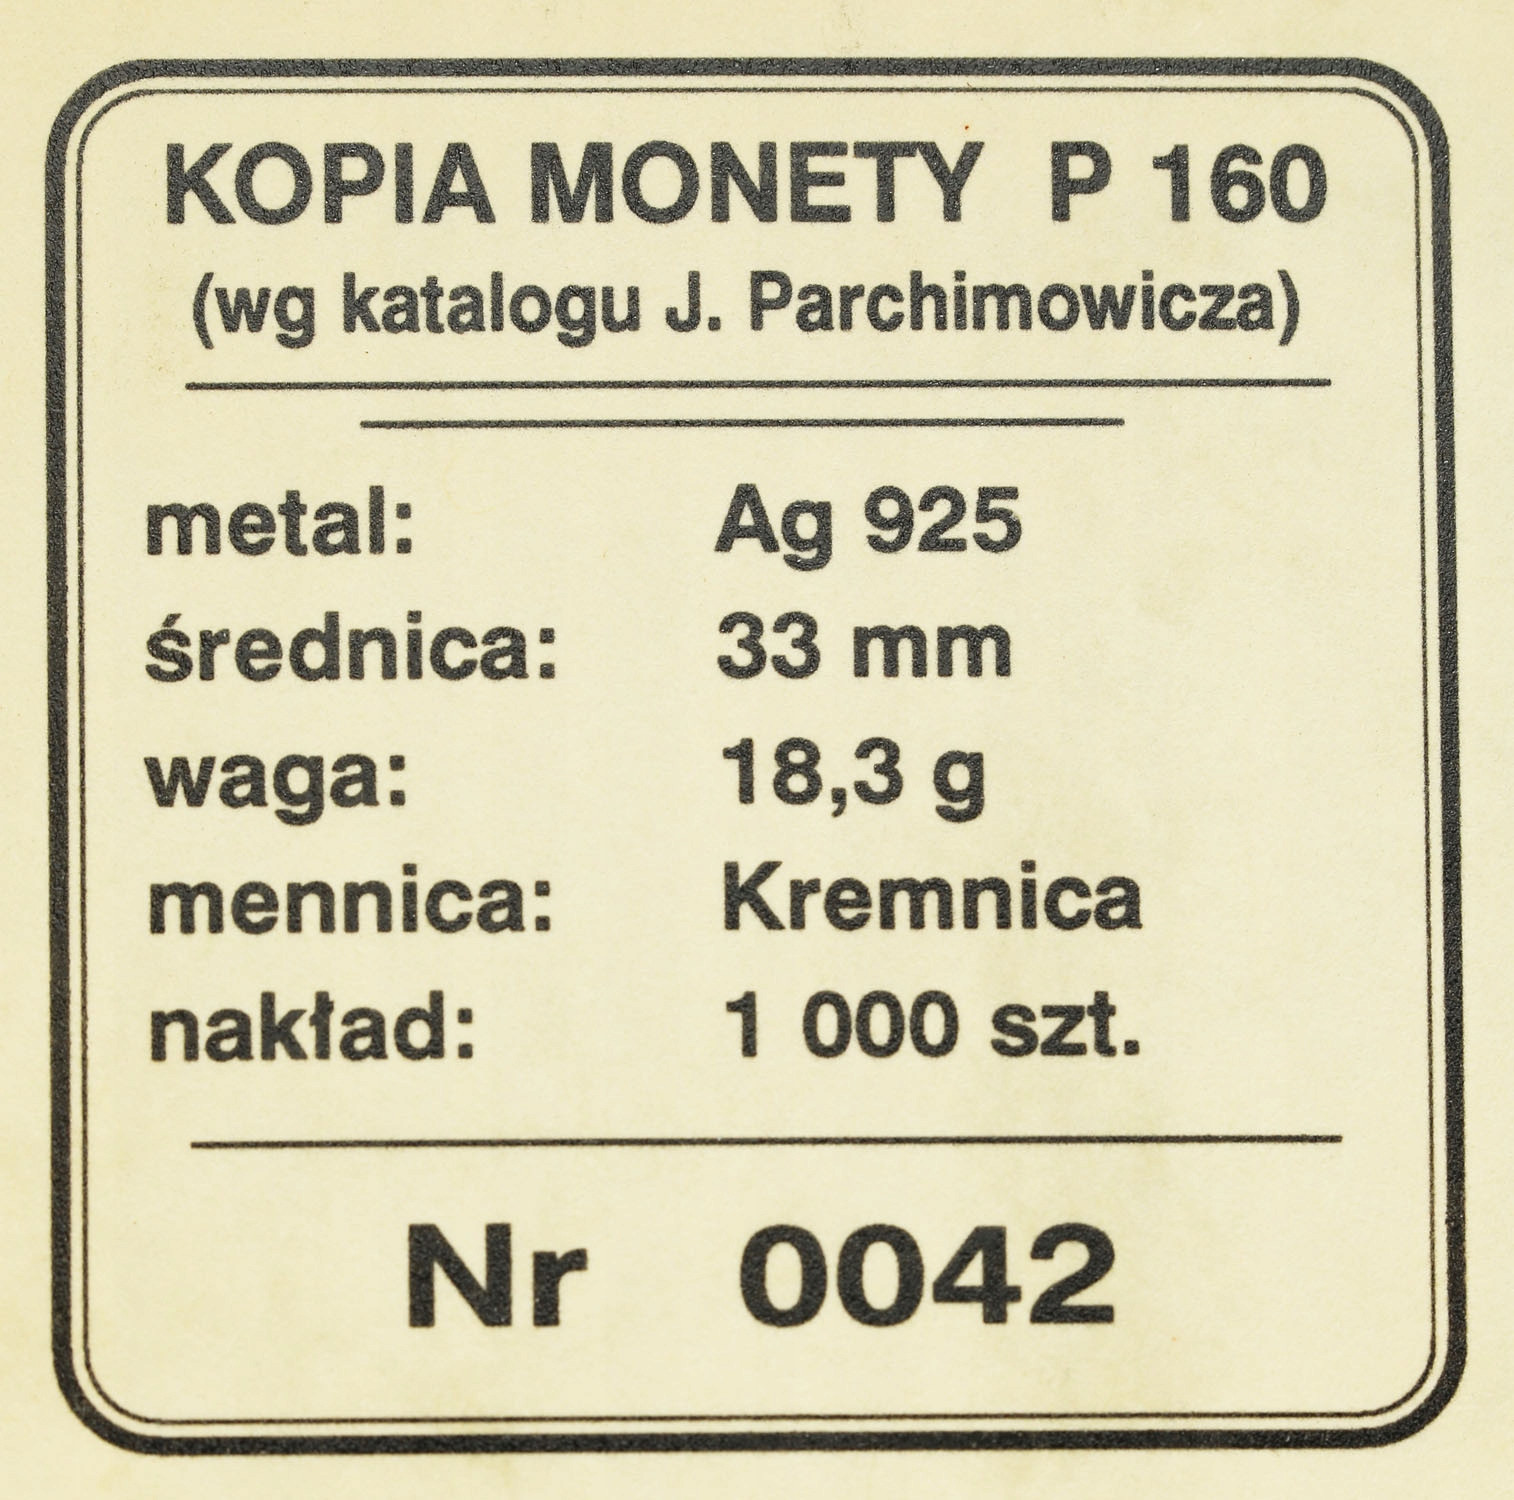 KOPIA MONETY P 160
(wg katalogu J. Parchimowicza)
metal: Ag 925
średnica: 33 mm
waga: 18,3 g
mennica: Kremnica
nakład: 1 000 szt.
Nr 0042